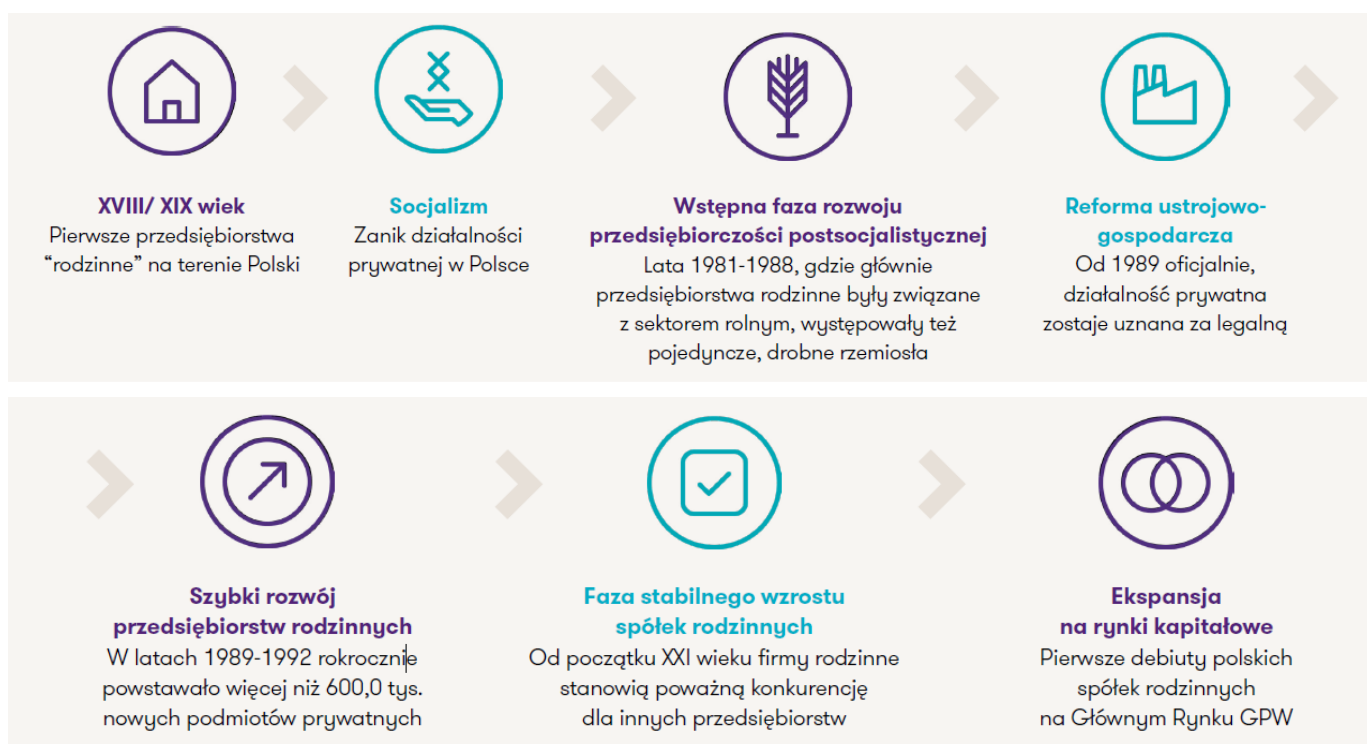 XVIII/ XIX wiek
Pierwsze przedsiębiorstwa
“rodzinne” na terenie Polski
Socjalizm
Zanik działalności
prywatnej w Polsce
Wstępna faza rozwoju
przedsiębiorczości postsocjalistycznej
Lata 1981-1988, gdzie głównie
przedsiębiorstwa rodzinne były związane
z sektorem rolnym, występowały też
pojedyncze, drobne rzemiosła
Reforma ustrojowo-
gospodarcza
Od 1989 oficjalnie,
działalność prywatna
zostaje uznana za legalną
Szybki rozwój
przedsiębiorstw rodzinnych
W latach 1989-1992 rokrocznie
powstawało więcej niż 600,0 tys.
nowych podmiotów prywatnych
Faza stabilnego wzrostu
spółek rodzinnych
Od początku XXI wieku firmy rodzinne
stanowią poważną konkurencję
dla innych przedsiębiorstw
Ekspansja
na rynki kapitałowe
Pierwsze debiuty polskich
spółek rodzinnych
na Głównym Rynku GPW